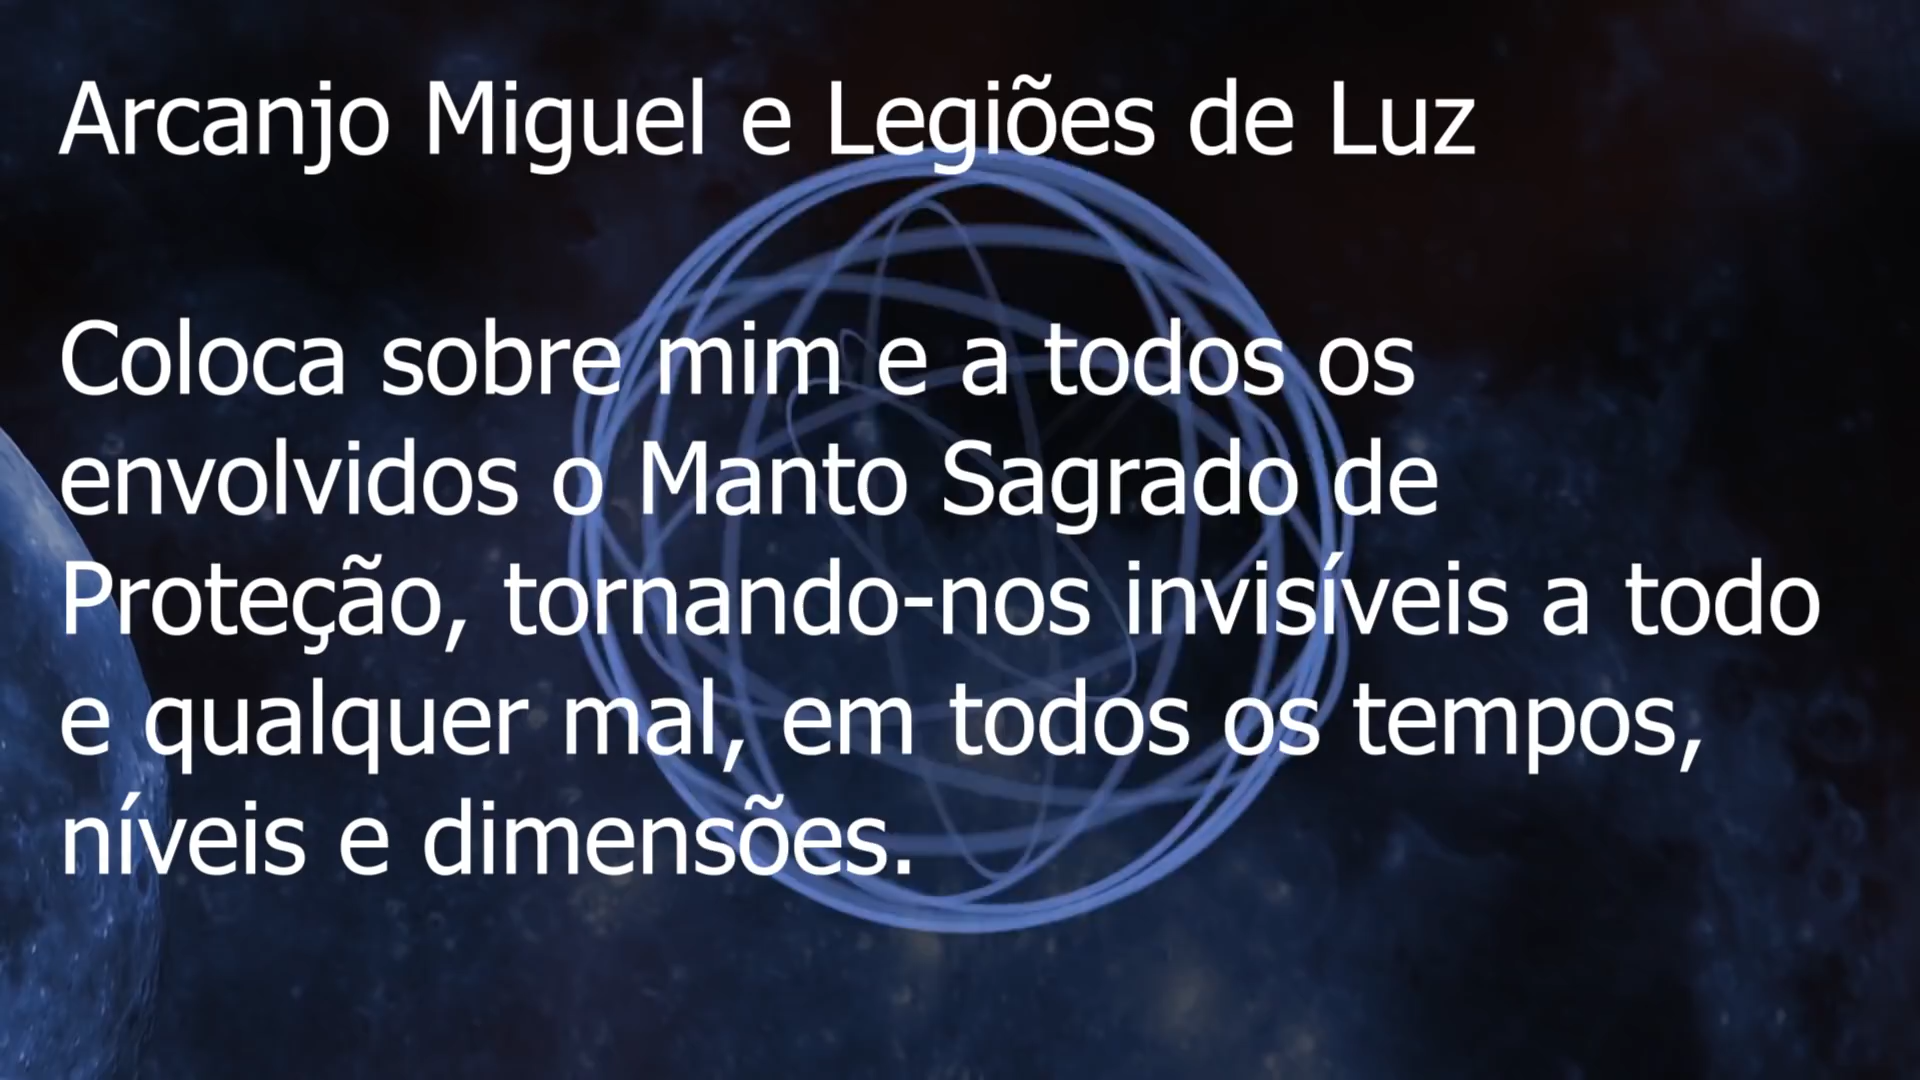 Arcanjo Miguel e Legiões de Luz
Coloca sobre mim e a todos os
envolvidos o Manto Sagrado de
Proteção, tornando-nos invisíveis a todo
e qualquer mal, em todos os tempos,
níveis e dimensões.